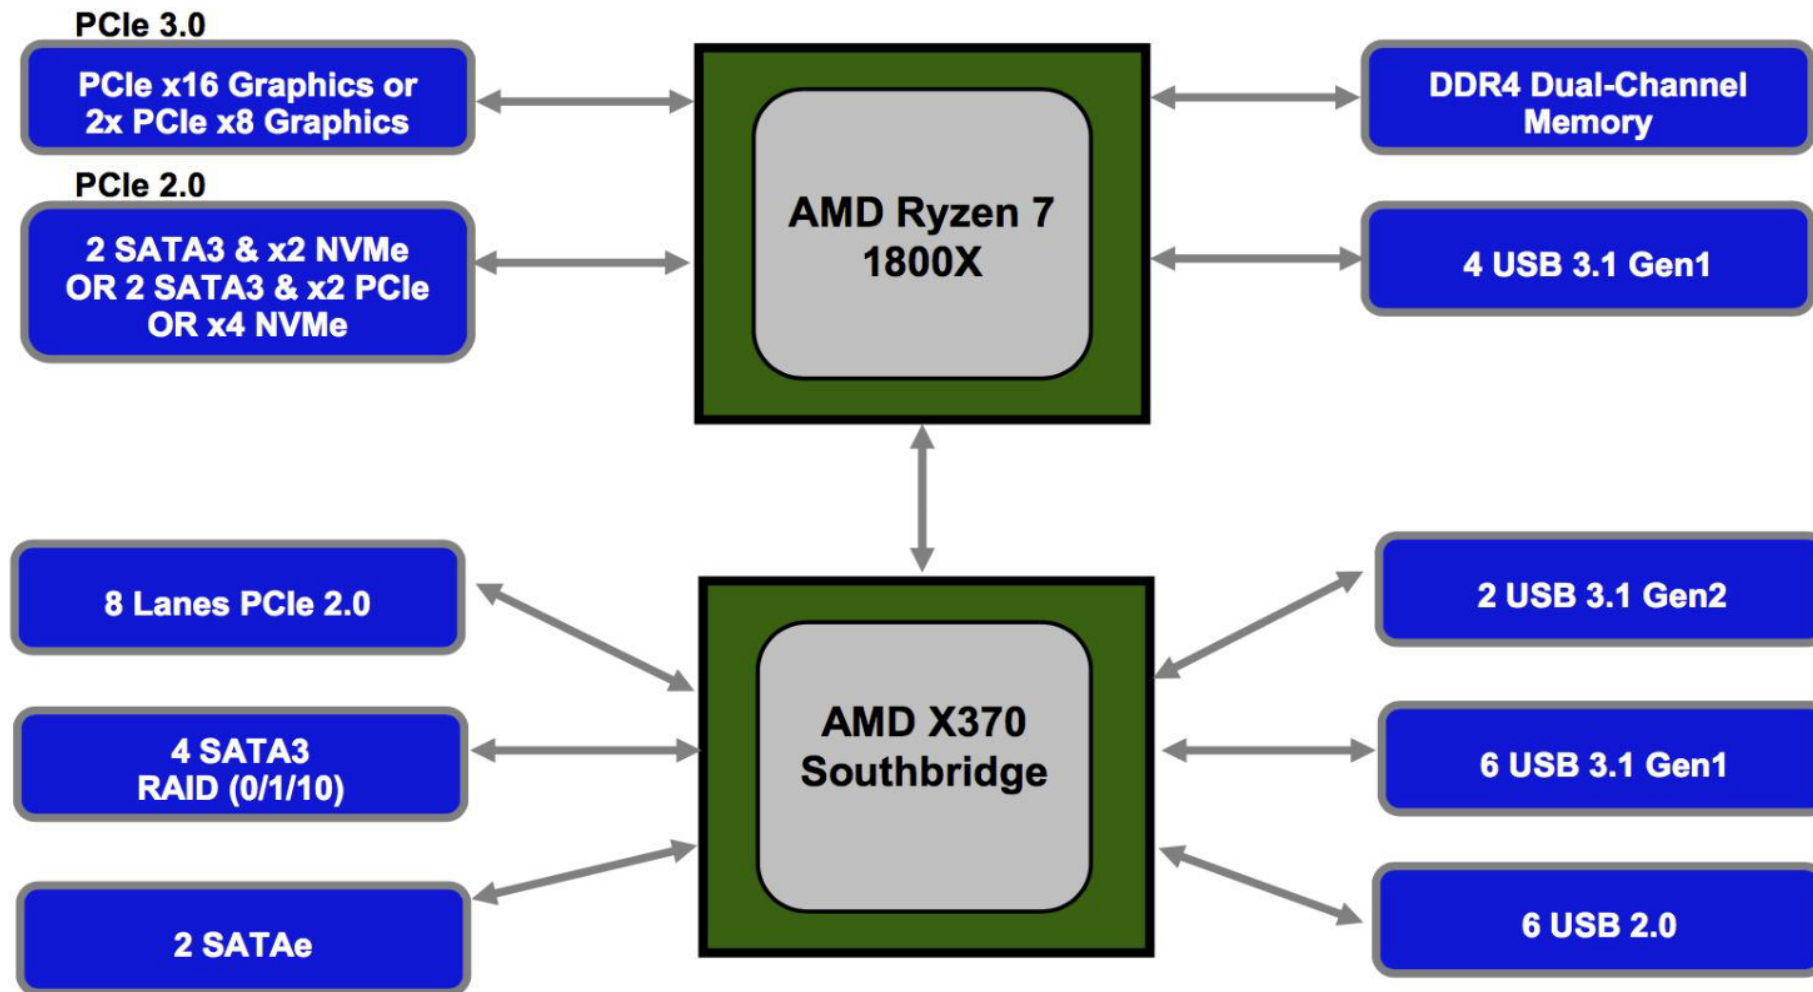 PCIe 3.0
PCIe x16 Graphics or
2x PCIe x8 Graphics
PCIe 2.0
2 SATA3 & x2 NVMe
OR 2 SATA3 & x2 PCIe
OR x4 NVMe
AMD Ryzen 7
1800X
DDR4 Dual-Channel
Memory
4 USB 3.1 Gen1
8 Lanes PCIe 2.0
4 SATA3
RAID (0/1/10)
2 SATAe
AMD X370
Southbridge
2 USB 3.1 Gen2
6 USB 3.1 Gen1
6 USB 2.0